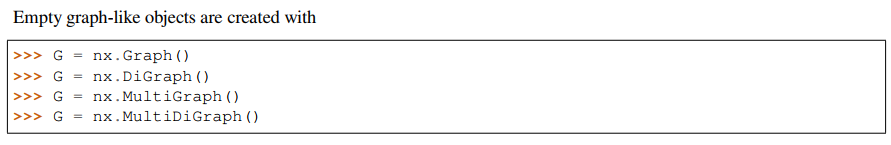 Empty graph-like objects are created with
>>> G = nx.Graph()
>>> G = nx.DiGraph()
>>> G = nx.MultiGraph()
>>> G = nx.MultiDiGraph()